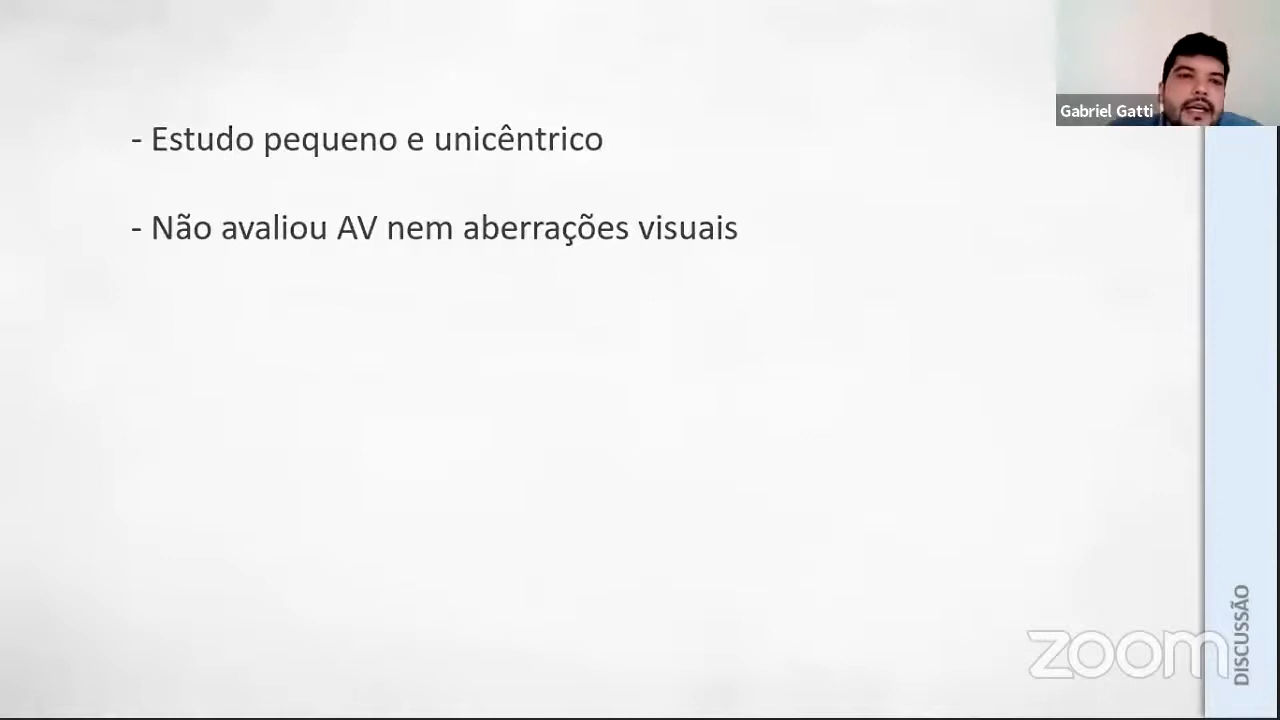 - Estudo pequeno e unicêntrico
- Não avaliou AV nem aberrações visuais
Gabriel Gatti
DISCUSSÃO
zoom